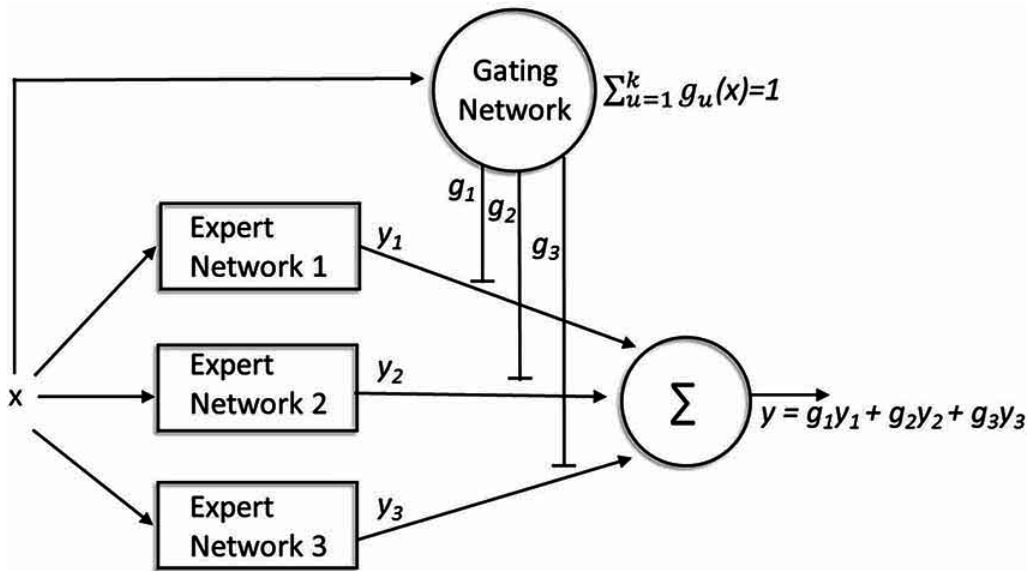 Gating
Network
∑ᵏᵤ₌₁ gᵤ(x)=1
g₁
g₂
g₃
Expert
Network 1
y₁
x
Expert
Network 2
y₂
∑
y = g₁y₁ + g₂y₂ + g₃y₃
Expert
Network 3
y₃